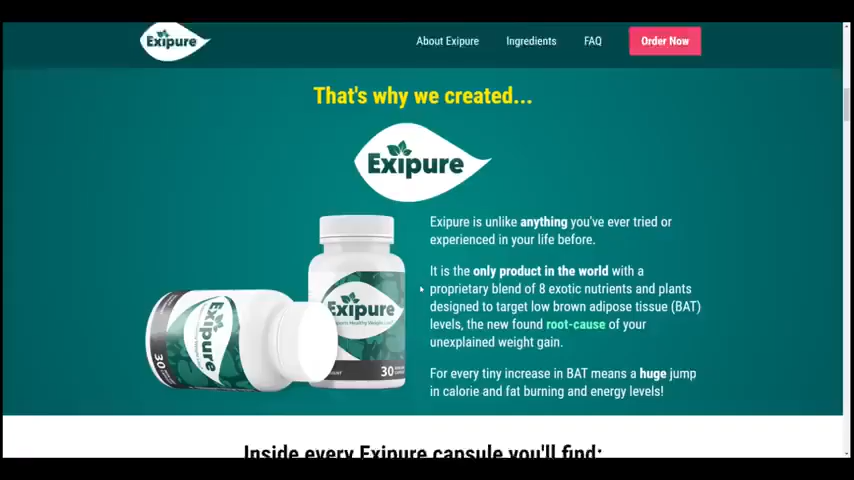 Exipure
About Exipure
Ingredients
FAQ
Order Now
That's why we created...
Exipure
Exipure is unlike anything you've ever tried or
experienced in your life before.
It is the only product in the world with a
proprietary blend of 8 exotic nutrients and plants
designed to target low brown adipose tissue (BAT)
levels, the new found root-cause of your
unexplained weight gain.
For every tiny increase in BAT means a huge jump
in calorie and fat burning and energy levels!
Exipure
30
Exipure
30
Inside every Exipure capsule you'll find: